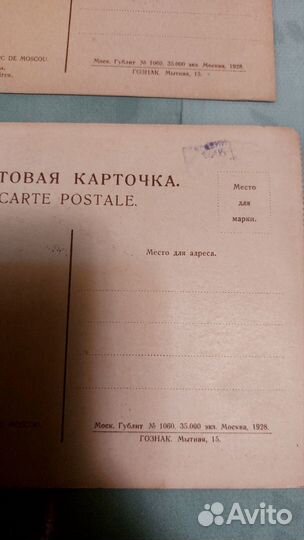 РС DE MOSCOU.
Моск. Гублит № 1060. 35.000 экз. Москва, 1928.
ГОЗНАК. Мытная, 15.
ТОВАЯ КАРТОЧКА.
CARTE POSTALE.
Место
для
марки.
Место для адреса.
Моск. Гублит № 1060. 35.000 экз. Москва, 1928.
ГОЗНАК. Мытная, 15.
Avito